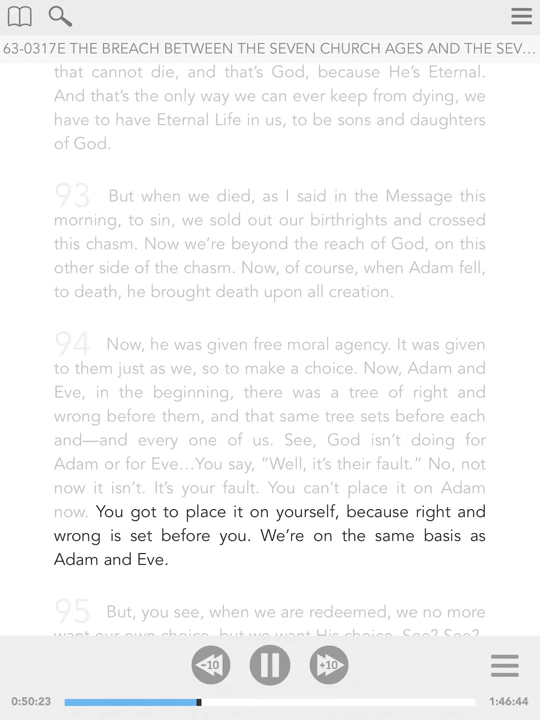 63-0317E THE BREACH BETWEEN THE SEVEN CHURCH AGES AND THE SEV…
that cannot die, and that’s God, because He’s Eternal.
And that’s the only way we can ever keep from dying, we
have to have Eternal Life in us, to be sons and daughters
of God.
93 But when we died, as I said in the Message this
morning, to sin, we sold out our birthrights and crossed
this chasm. Now we’re beyond the reach of God, on this
other side of the chasm. Now, of course, when Adam fell,
to death, he brought death upon all creation.
94 Now, he was given free moral agency. It was given
to them just as we, so to make a choice. Now, Adam and
Eve, in the beginning, there was a tree of right and
wrong before them, and that same tree sets before each
and—and every one of us. See, God isn’t doing for
Adam or for Eve…You say, “Well, it’s their fault.” No, not
now it isn’t. It’s your fault. You can’t place it on Adam
now. You got to place it on yourself, because right and
wrong is set before you. We’re on the same basis as
Adam and Eve.
95 But, you see, when we are redeemed, we no more
want our own choice, but we want His choice. See? See?
-10 +10
0:50:23 1:46:44